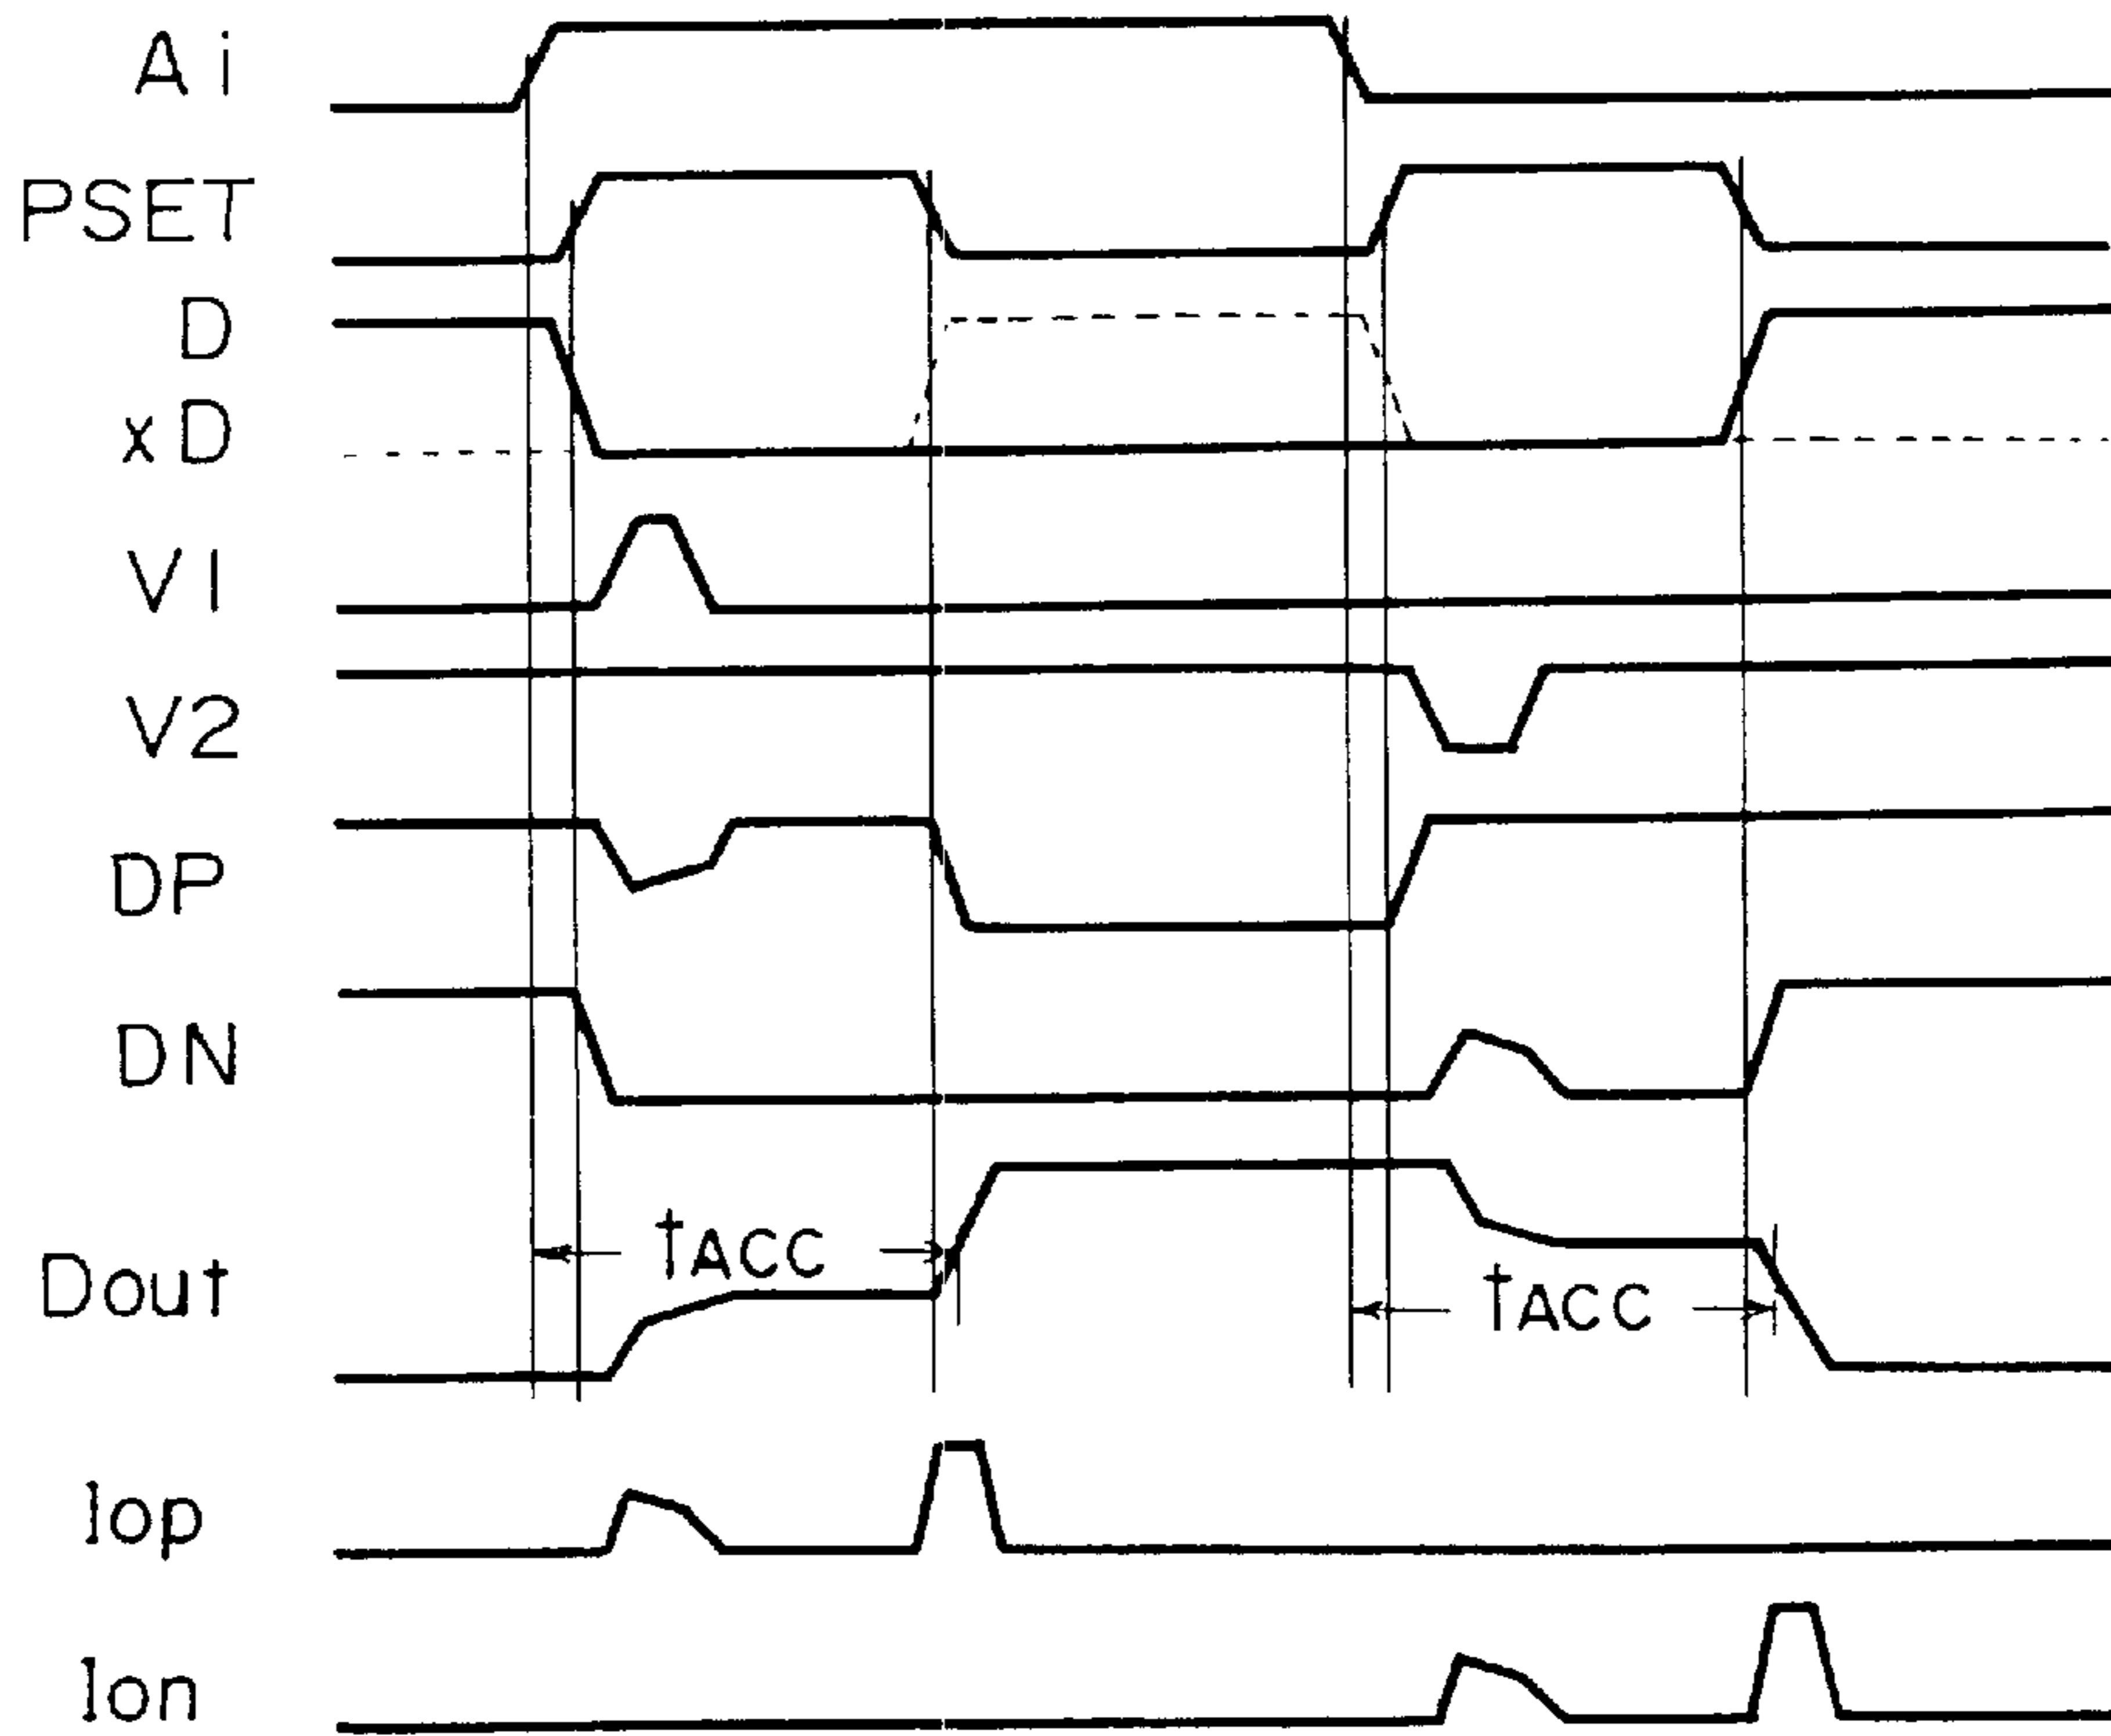 Ai
PSET
D
xD
V1
V2
DP
DN
tACC
Dout
tACC
Iop
Ion